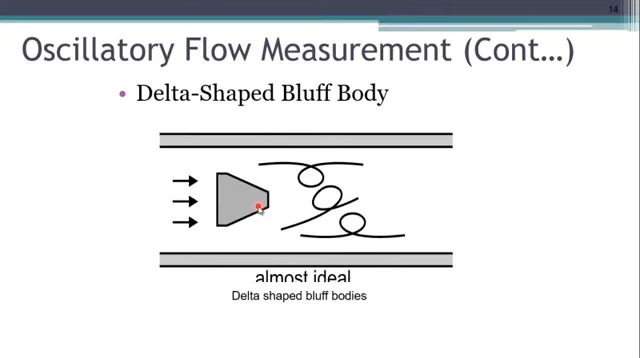 14
Oscillatory Flow Measurement (Cont…)
• Delta-Shaped Bluff Body
almost ideal
Delta shaped bluff bodies